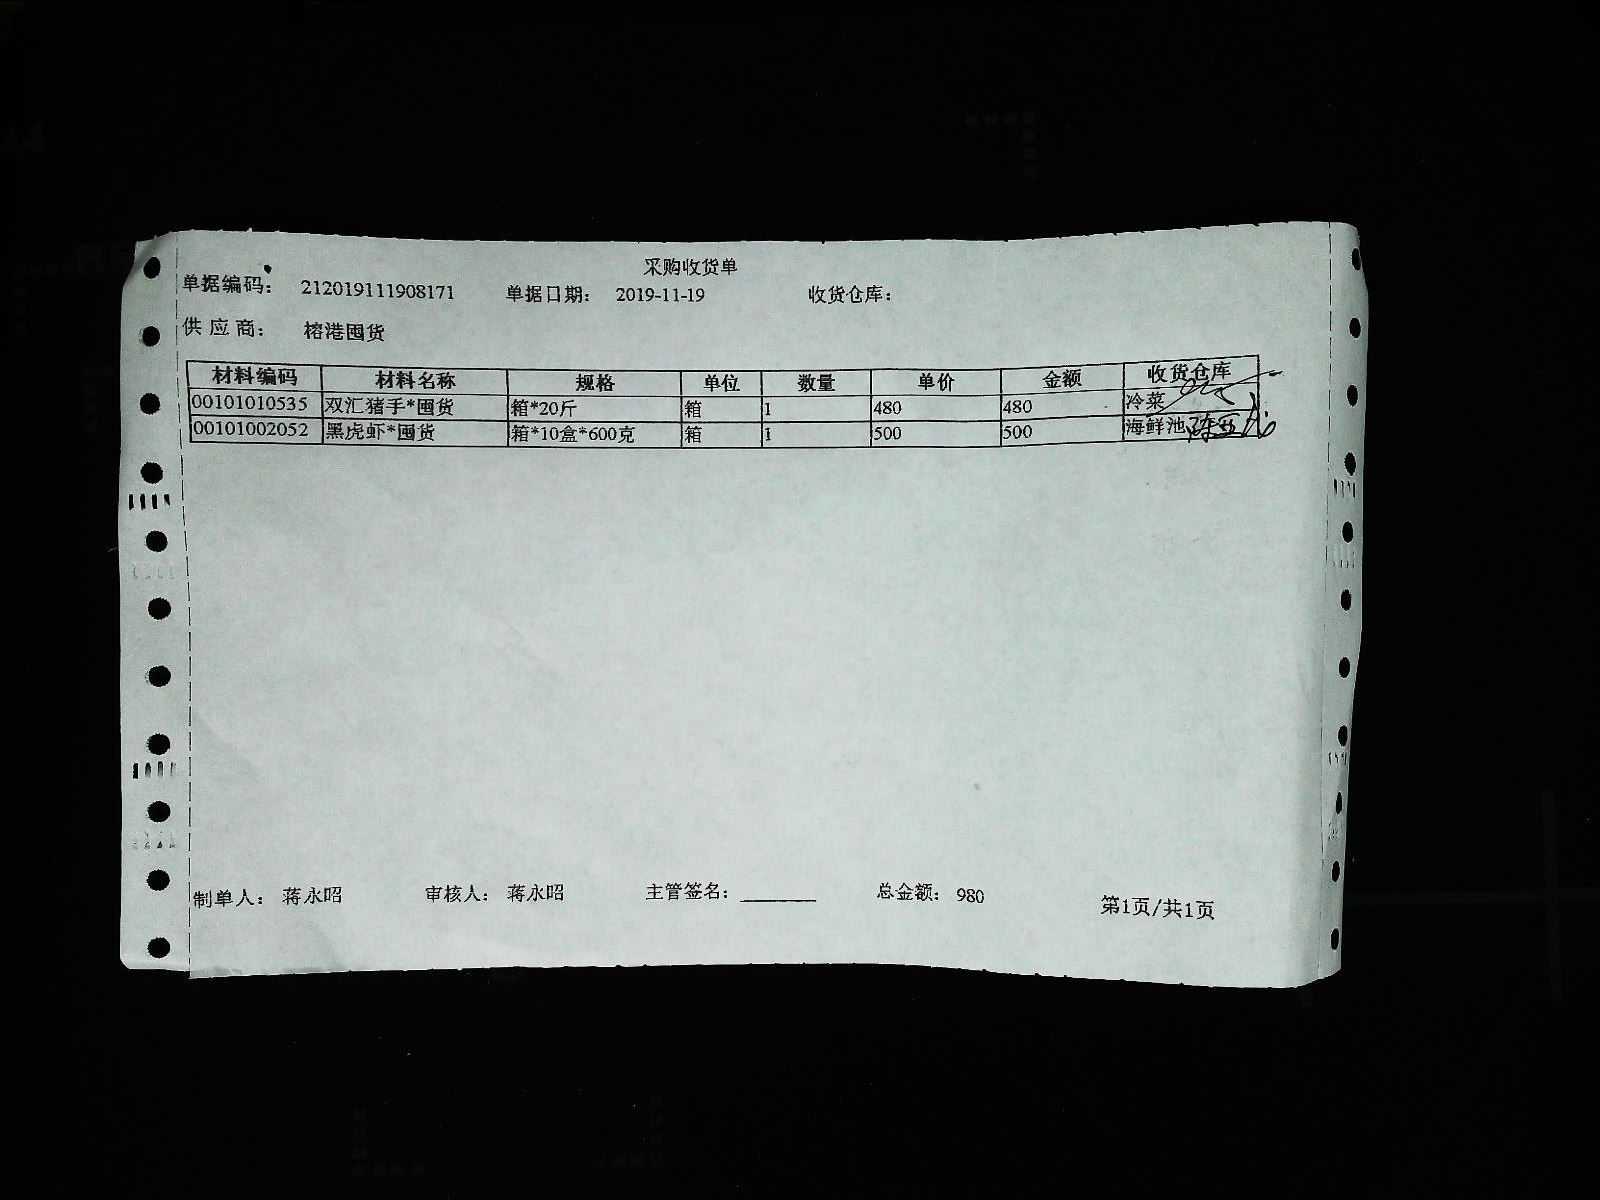 采购收货单
单据编码： 212019111908171 单据日期： 2019-11-19 收货仓库：
供应商： 榕港囤货
材料编码 材料名称 规格 单位 数量 单价 金额 收货仓库
00101010535 双汇猪手*囤货 箱*20斤 箱 1 480 480 冷菜
00101002052 黑虎虾*囤货 箱*10盒*600克 箱 1 500 500 海鲜池
制单人： 蒋永昭 审核人： 蒋永昭 主管签名： 总金额： 980 第1页/共1页